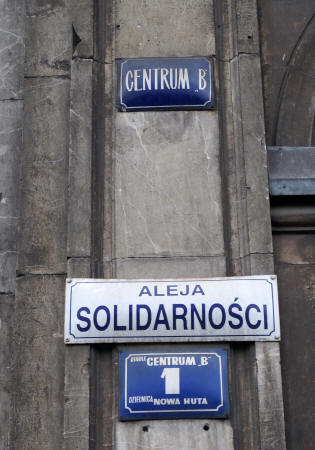 CENTRUM „B”
ALEJA
SOLIDARNOŚCI
OSIEDLE CENTRUM „B”
1
DZIELNICA NOWA HUTA